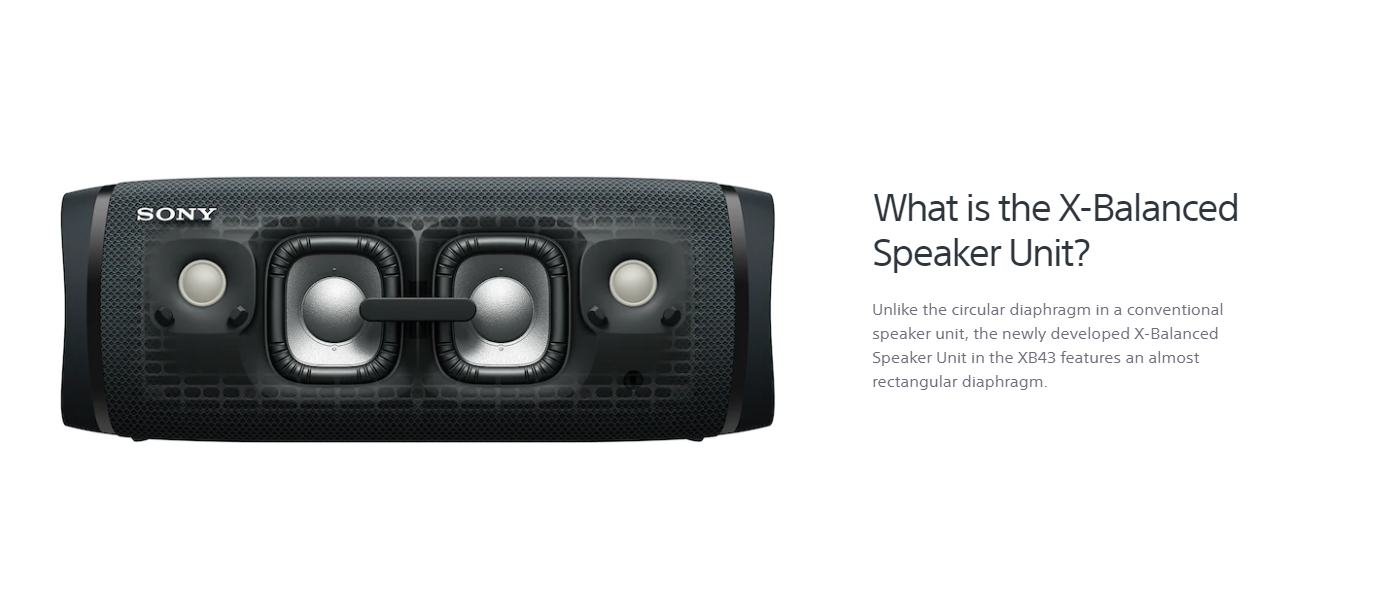 SONY
What is the X-Balanced
Speaker Unit?
Unlike the circular diaphragm in a conventional
speaker unit, the newly developed X-Balanced
Speaker Unit in the XB43 features an almost
rectangular diaphragm.